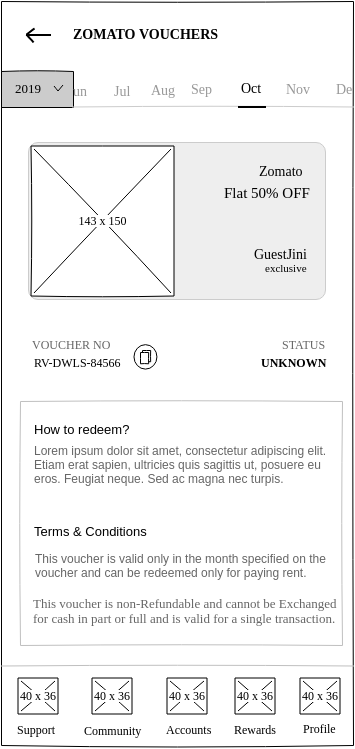 ZOMATO VOUCHERS
2019 un Jul Aug Sep Oct Nov De
143 x 150
Zomato
Flat 50% OFF
GuestJini
exclusive
VOUCHER NO STATUS
RV-DWLS-84566 UNKNOWN
How to redeem?
Lorem ipsum dolor sit amet, consectetur adipiscing elit.
Etiam erat sapien, ultricies quis sagittis ut, posuere eu
eros. Feugiat neque. Sed ac magna nec turpis.
Terms & Conditions
This voucher is valid only in the month specified on the
voucher and can be redeemed only for paying rent.
This voucher is non-Refundable and cannot be Exchanged
for cash in part or full and is valid for a single transaction.
40 x 36 40 x 36 40 x 36 40 x 36 40 x 36
Support Community Accounts Rewards Profile